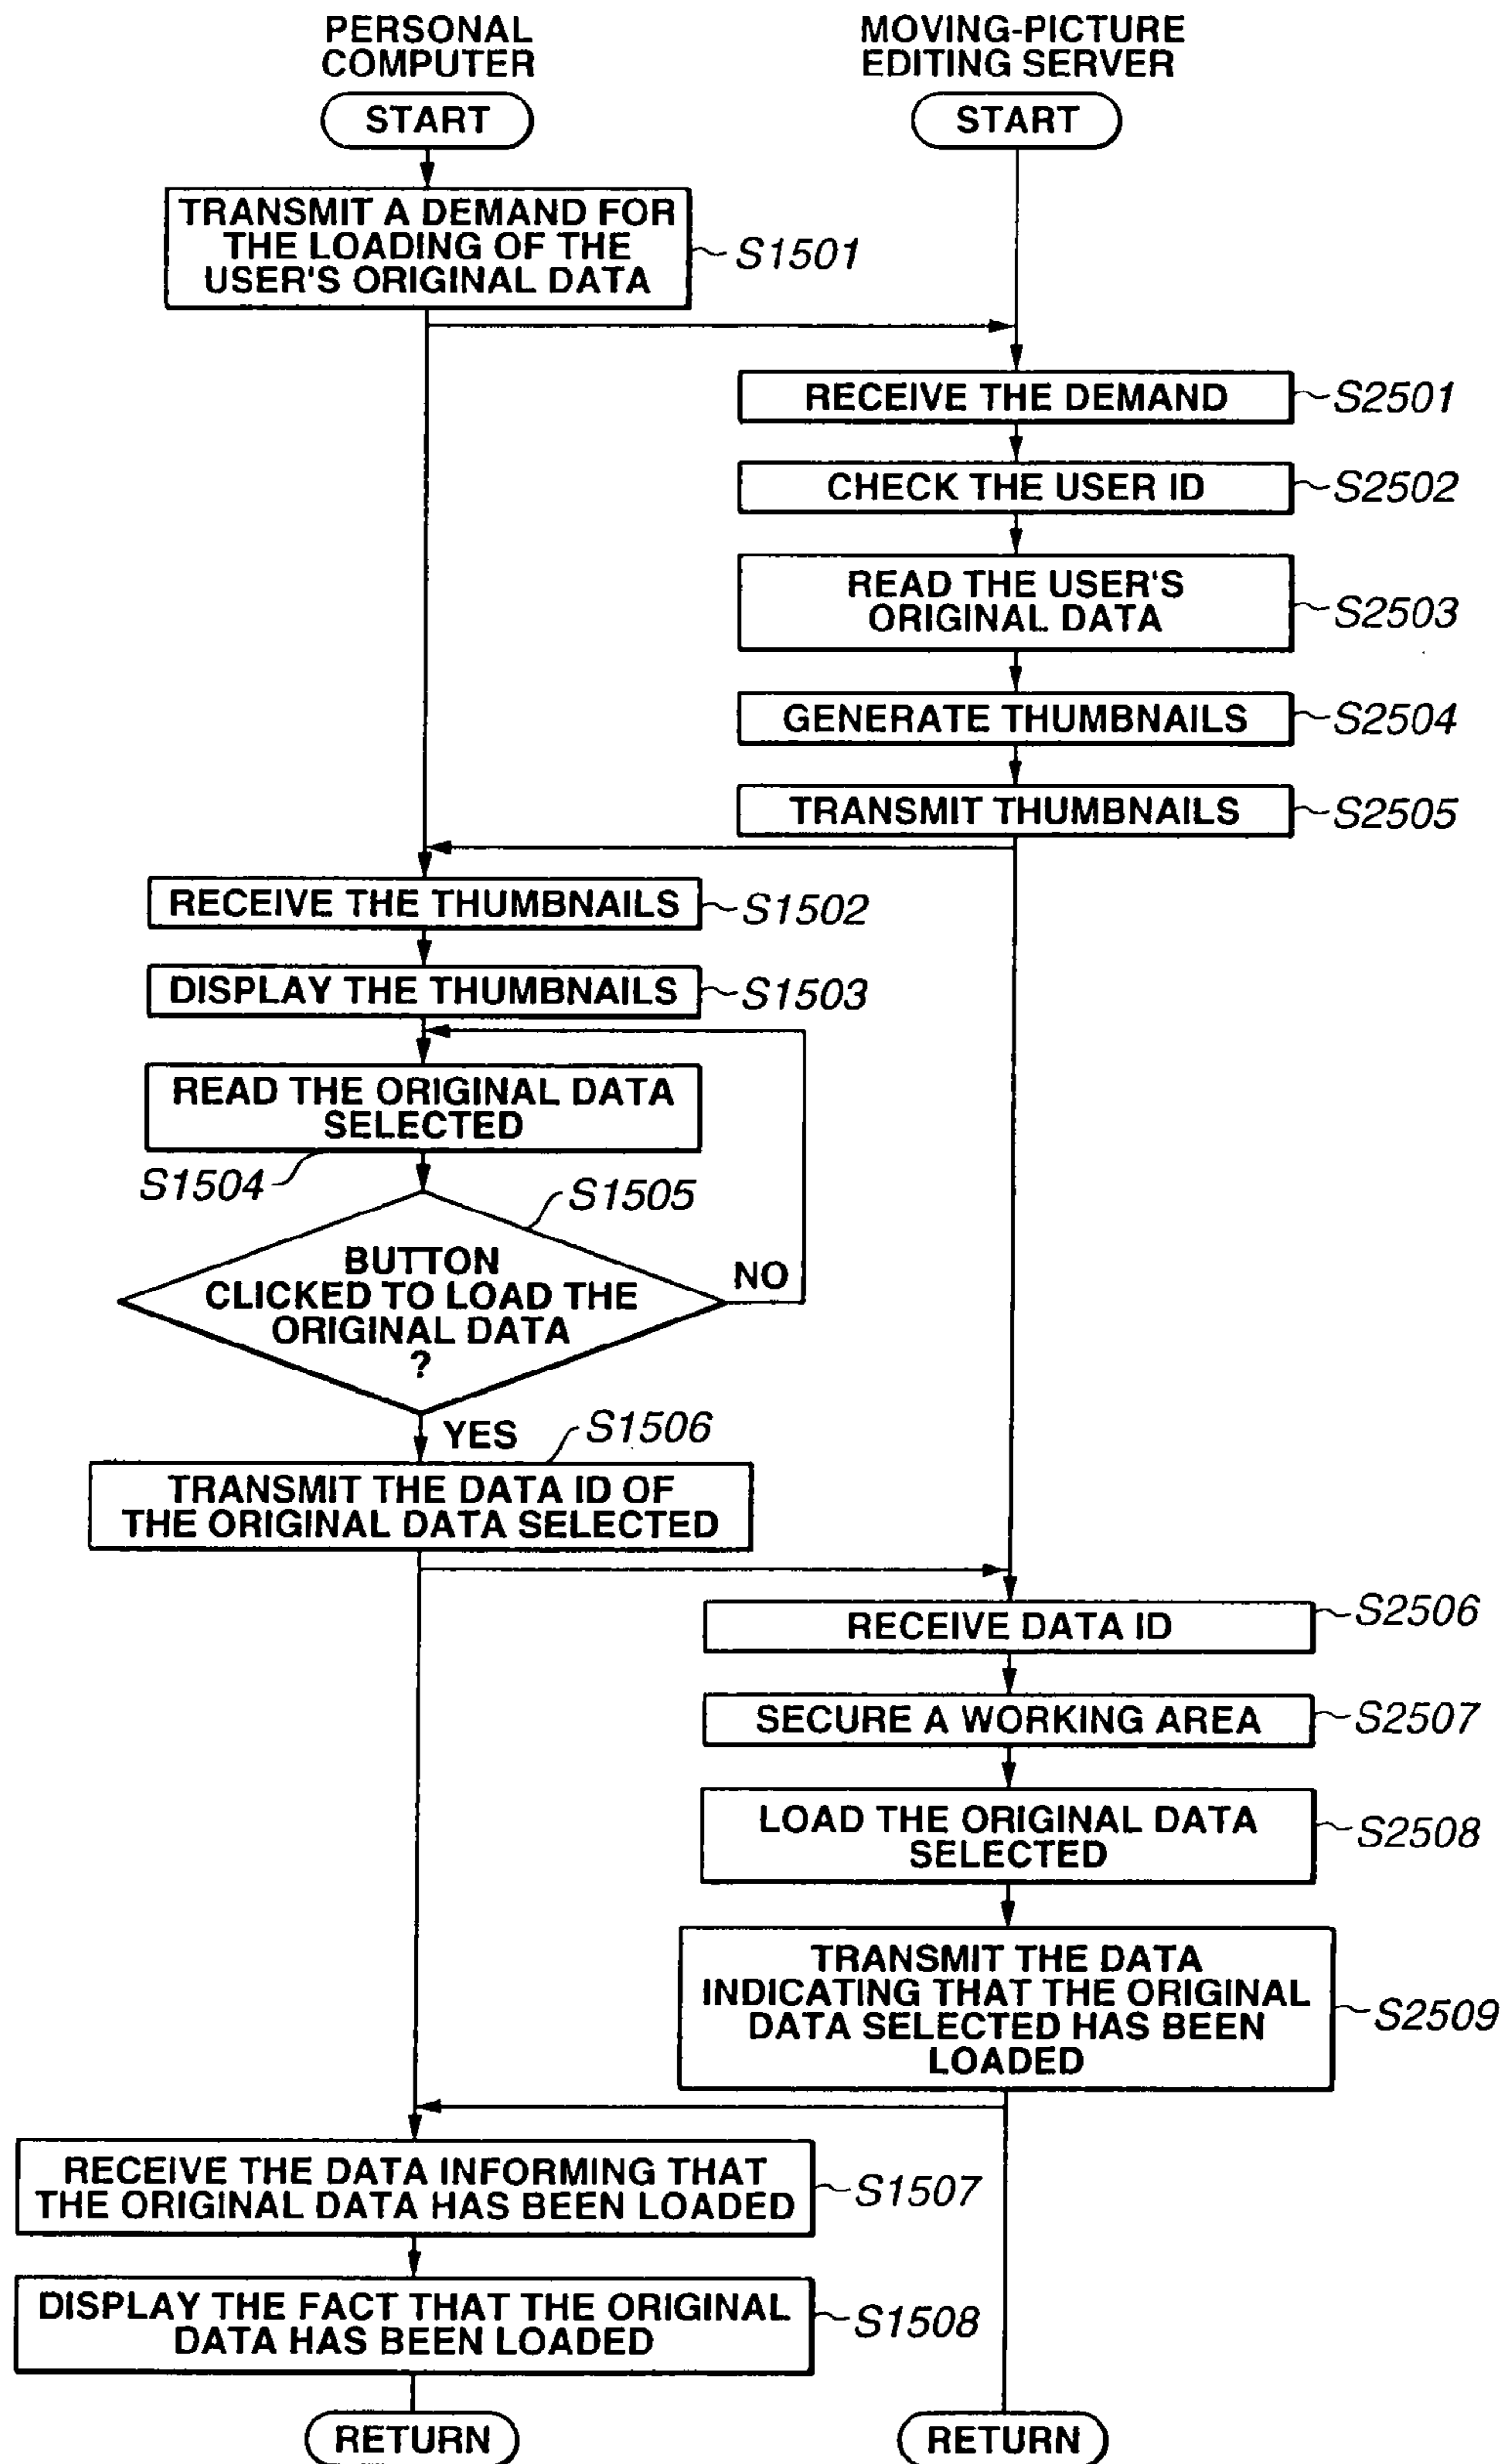 PERSONAL
COMPUTER
MOVING-PICTURE
EDITING SERVER
START
START
TRANSMIT A DEMAND FOR
THE LOADING OF THE
USER'S ORIGINAL DATA
S1501
RECEIVE THE DEMAND
S2501
CHECK THE USER ID
S2502
READ THE USER'S
ORIGINAL DATA
S2503
GENERATE THUMBNAILS
S2504
TRANSMIT THUMBNAILS
S2505
RECEIVE THE THUMBNAILS
S1502
DISPLAY THE THUMBNAILS
S1503
READ THE ORIGINAL DATA
SELECTED
S1504
S1505
BUTTON
CLICKED TO LOAD THE
ORIGINAL DATA
?
NO
YES
S1506
TRANSMIT THE DATA ID OF
THE ORIGINAL DATA SELECTED
RECEIVE DATA ID
S2506
SECURE A WORKING AREA
S2507
LOAD THE ORIGINAL DATA
SELECTED
S2508
TRANSMIT THE DATA
INDICATING THAT THE ORIGINAL
DATA SELECTED HAS BEEN
LOADED
S2509
RECEIVE THE DATA INFORMING THAT
THE ORIGINAL DATA HAS BEEN LOADED
S1507
DISPLAY THE FACT THAT THE ORIGINAL
DATA HAS BEEN LOADED
S1508
RETURN
RETURN